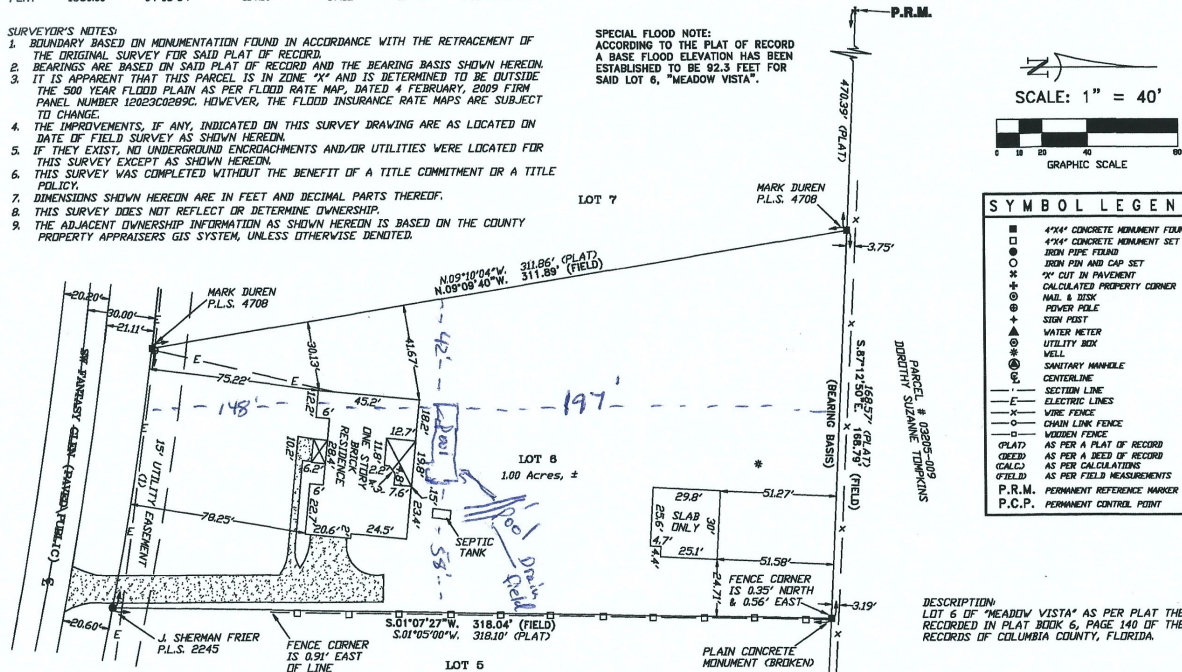 SURVEYOR'S NOTES:
1. BOUNDARY BASED ON MONUMENTATION FOUND IN ACCORDANCE WITH THE RETRACEMENT OF
THE ORIGINAL SURVEY FOR SAID PLAT OF RECORD.
2. BEARINGS ARE BASED ON SAID PLAT OF RECORD AND THE BEARING BASIS SHOWN HEREON.
3. IT IS APPARENT THAT THIS PARCEL IS IN ZONE "X" AND IS DETERMINED TO BE OUTSIDE
THE 500 YEAR FLOOD PLAIN AS PER FLOOD RATE MAP, DATED 4 FEBRUARY, 2009 FIRM
PANEL NUMBER 12023C0289C. HOWEVER, THE FLOOD INSURANCE RATE MAPS ARE SUBJECT
TO CHANGE.
4. THE IMPROVEMENTS, IF ANY, INDICATED ON THIS SURVEY DRAWING ARE AS LOCATED ON
DATE OF FIELD SURVEY AS SHOWN HEREON.
5. IF THEY EXIST, NO UNDERGROUND ENCROACHMENTS AND/OR UTILITIES WERE LOCATED FOR
THIS SURVEY EXCEPT AS SHOWN HEREON.
6. THIS SURVEY WAS COMPLETED WITHOUT THE BENEFIT OF A TITLE COMMITMENT OR A TITLE
POLICY.
7. DIMENSIONS SHOWN HEREON ARE IN FEET AND DECIMAL PARTS THEREOF.
8. THIS SURVEY DOES NOT REFLECT OR DETERMINE OWNERSHIP.
9. THE ADJACENT OWNERSHIP INFORMATION AS SHOWN HEREON IS BASED ON THE COUNTY
PROPERTY APPRAISERS GIS SYSTEM, UNLESS OTHERWISE DENOTED.
SPECIAL FLOOD NOTE:
ACCORDING TO THE PLAT OF RECORD
A BASE FLOOD ELEVATION HAS BEEN
ESTABLISHED TO BE 92.3 FEET FOR
SAID LOT 6, "MEADOW VISTA".
P.R.M.
470.39' (PLAT)
N
SCALE: 1" = 40'
0 10 20 40 80
GRAPHIC SCALE
SYMBOL LEGEN
4"X4" CONCRETE MONUMENT FOUN
4"X4" CONCRETE MONUMENT SET
IRON PIPE FOUND
IRON PIN AND CAP SET
"X" CUT IN PAVEMENT
CALCULATED PROPERTY CORNER
NAIL & DISK
POWER POLE
SIGN POST
WATER METER
UTILITY BOX
WELL
SANITARY MANHOLE
CENTERLINE
SECTION LINE
E ELECTRIC LINES
x WIRE FENCE
CHAIN LINK FENCE
WOODEN FENCE
(PLAT) AS PER A PLAT OF RECORD
(DEED) AS PER A DEED OF RECORD
(CALC.) AS PER CALCULATIONS
(FIELD) AS PER FIELD MEASUREMENTS
P.R.M. PERMANENT REFERENCE MARKER
P.C.P. PERMANENT CONTROL POINT
LOT 7
MARK DUREN
P.L.S. 4708
3.75'
N.09°10'04"W. 311.86' (PLAT)
N.09°09'40"W. 311.89' (FIELD)
20.20'
30.00'
21.11'
MARK DUREN
P.L.S. 4708
E
75.22'
E
30.13'
41.67'
42'
12.2'
45.2'
148'
197'
6'
18.2'
12.7'
Pool
10.2'
6.2'
28.4'
ONE STORY
BRICK
RESIDENCE
11.8'
2.2'
4.8'
4.3'
7.6'
19.8'
15'
23.4'
6'
22.7'
20.6'
2'
24.5'
78.25'
58'
SEPTIC
TANK
Pool
Drain
field
LOT 6
1.00 Acres, ±
SW FANTASY GLEN (PAVED PUBLIC)
15' UTILITY EASEMENT
(1)
29.8'
30'
SLAB
ONLY
25.6'
4.7'
4.4'
25.1'
51.27'
51.58'
24.71'
168.57' (PLAT)
S.87°12'50"E. 168.79' (FIELD)
(BEARING BASIS)
PARCEL # 03205-009
DOROTHY SUZANNE TOMPKINS
FENCE CORNER
IS 0.35' NORTH
& 0.56' EAST
3.19'
20.60'
J. SHERMAN FRIER
P.L.S. 2245
FENCE CORNER
IS 0.91' EAST
OF LINE
S.01°07'27"W. 318.04' (FIELD)
S.01°05'00"W. 318.10' (PLAT)
LOT 5
PLAIN CONCRETE
MONUMENT (BROKEN)
DESCRIPTION:
LOT 6 OF "MEADOW VISTA" AS PER PLAT THE
RECORDED IN PLAT BOOK 6, PAGE 140 OF THE
RECORDS OF COLUMBIA COUNTY, FLORIDA.